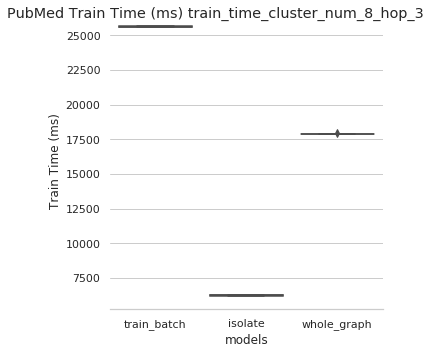 PubMed Train Time (ms) train_time_cluster_num_8_hop_3
25000
22500
20000
17500
15000
12500
10000
7500
Train Time (ms)
train_batch isolate whole_graph
models